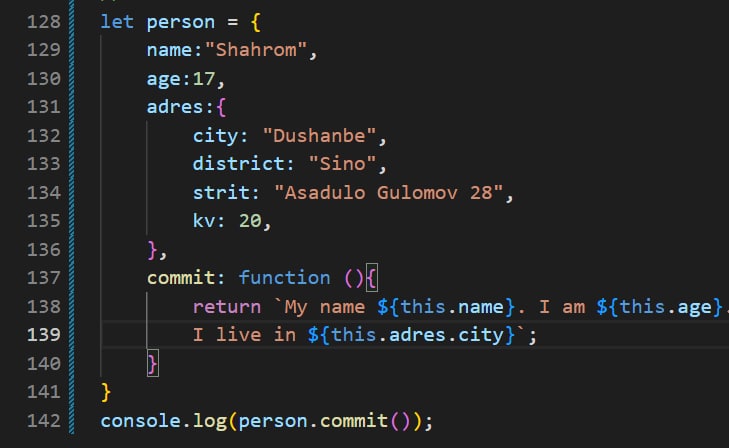 128 let person = {
129 name:"Shahrom",
130 age:17,
131 adres:{
132 city: "Dushanbe",
133 district: "Sino",
134 strit: "Asadulo Gulomov 28",
135 kv: 20,
136 },
137 commit: function (){
138 return `My name ${this.name}. I am ${this.age}.
139 I live in ${this.adres.city}`;
140 }
141 }
142 console.log(person.commit());